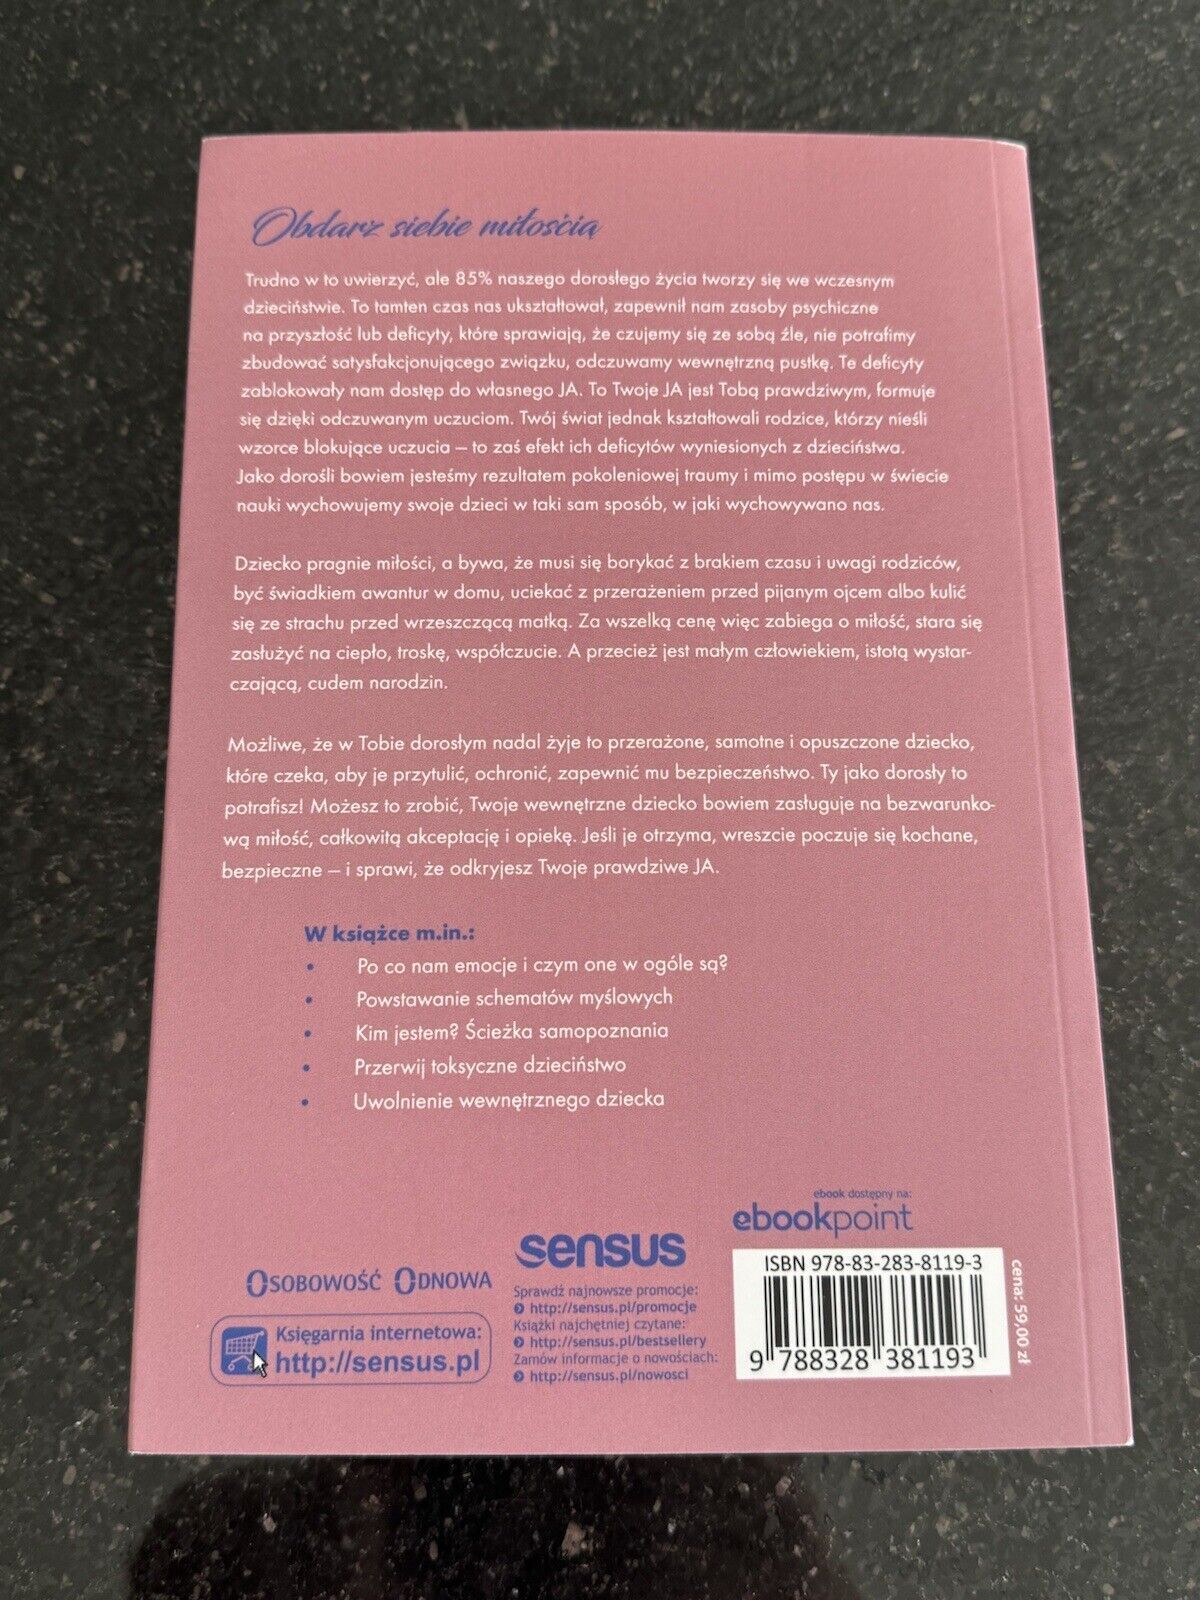 Obdarz siebie miłością
Trudno w to uwierzyć, ale 85% naszego dorosłego życia tworzy się we wczesnym
dzieciństwie. To tamten czas nas ukształtował, zapewnił nam zasoby psychiczne
na przyszłość lub deficyty, które sprawiają, że czujemy się ze sobą źle, nie potrafimy
zbudować satysfakcjonującego związku, odczuwamy wewnętrzną pustkę. Te deficyty
zablokowały nam dostęp do własnego JA. To Twoje JA jest Tobą prawdziwym, formuje
się dzięki odczuwanym uczuciom. Twój świat jednak kształtowali rodzice, którzy nieśli
wzorce blokujące uczucia – to zaś efekt ich deficytów wyniesionych z dzieciństwa.
Jako dorośli bowiem jesteśmy rezultatem pokoleniowej traumy i mimo postępu w świecie
nauki wychowujemy swoje dzieci w taki sam sposób, w jaki wychowywano nas.
Dziecko pragnie miłości, a bywa, że musi się borykać z brakiem czasu i uwagi rodziców,
być świadkiem awantur w domu, uciekać z przerażeniem przed pijanym ojcem albo kulić
się ze strachu przed wrzeszczącą matką. Za wszelką cenę więc zabiega o miłość, stara się
zasłużyć na ciepło, troskę, współczucie. A przecież jest małym człowiekiem, istotą wystar-
czającą, cudem narodzin.
Możliwe, że w Tobie dorosłym nadal żyje to przerażone, samotne i opuszczone dziecko,
które czeka, aby je przytulić, ochronić, zapewnić mu bezpieczeństwo. Ty jako dorosły to
potrafisz! Możesz to zrobić, Twoje wewnętrzne dziecko bowiem zasługuje na bezwarunko-
wą miłość, całkowitą akceptację i opiekę. Jeśli je otrzyma, wreszcie poczuje się kochane,
bezpieczne – i sprawi, że odkryjesz Twoje prawdziwe JA.
W książce m.in.:
• Po co nam emocje i czym one w ogóle są?
• Powstawanie schematów myślowych
• Kim jestem? Ścieżka samopoznania
• Przerwij toksyczne dzieciństwo
• Uwolnienie wewnętrznego dziecka
OSOBOWOŚĆ ODNOWA
Księgarnia internetowa:
http://sensus.pl
sensus
Sprawdź najnowsze promocje:
http://sensus.pl/promocje
Książki najchętniej czytane:
http://sensus.pl/bestsellery
Zamów informacje o nowościach:
http://sensus.pl/nowosci
ebook dostępny na:
ebookpoint
ISBN 978-83-283-8119-3
9 788328 381193
cena: 59,00 zł